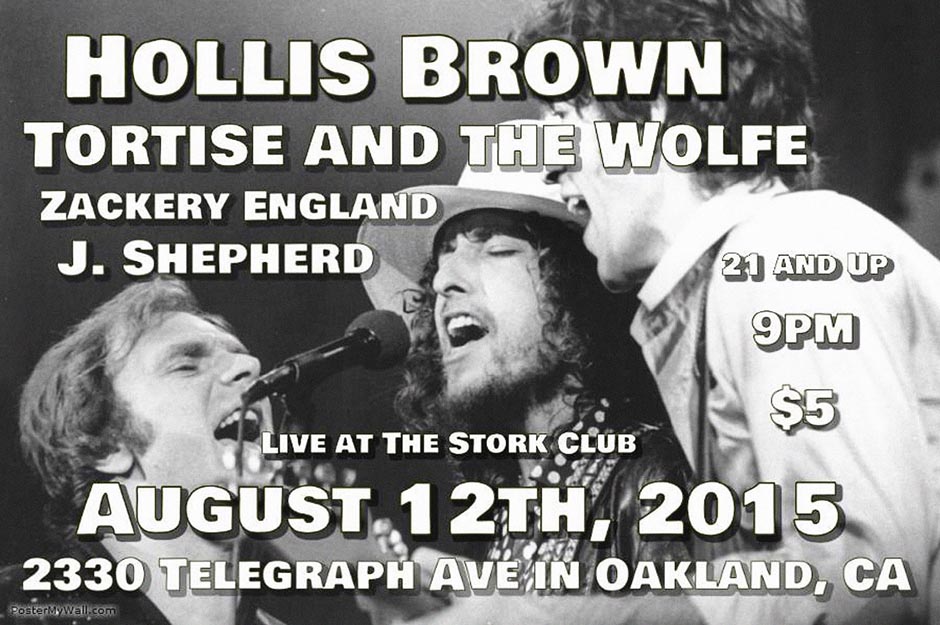 Hollis Brown
Tortise and the Wolfe
Zackery England
J. Shepherd
21 and up
9pm
$5
Live at The Stork Club
August 12th, 2015
2330 Telegraph Ave in Oakland, CA
PosterMyWall.com